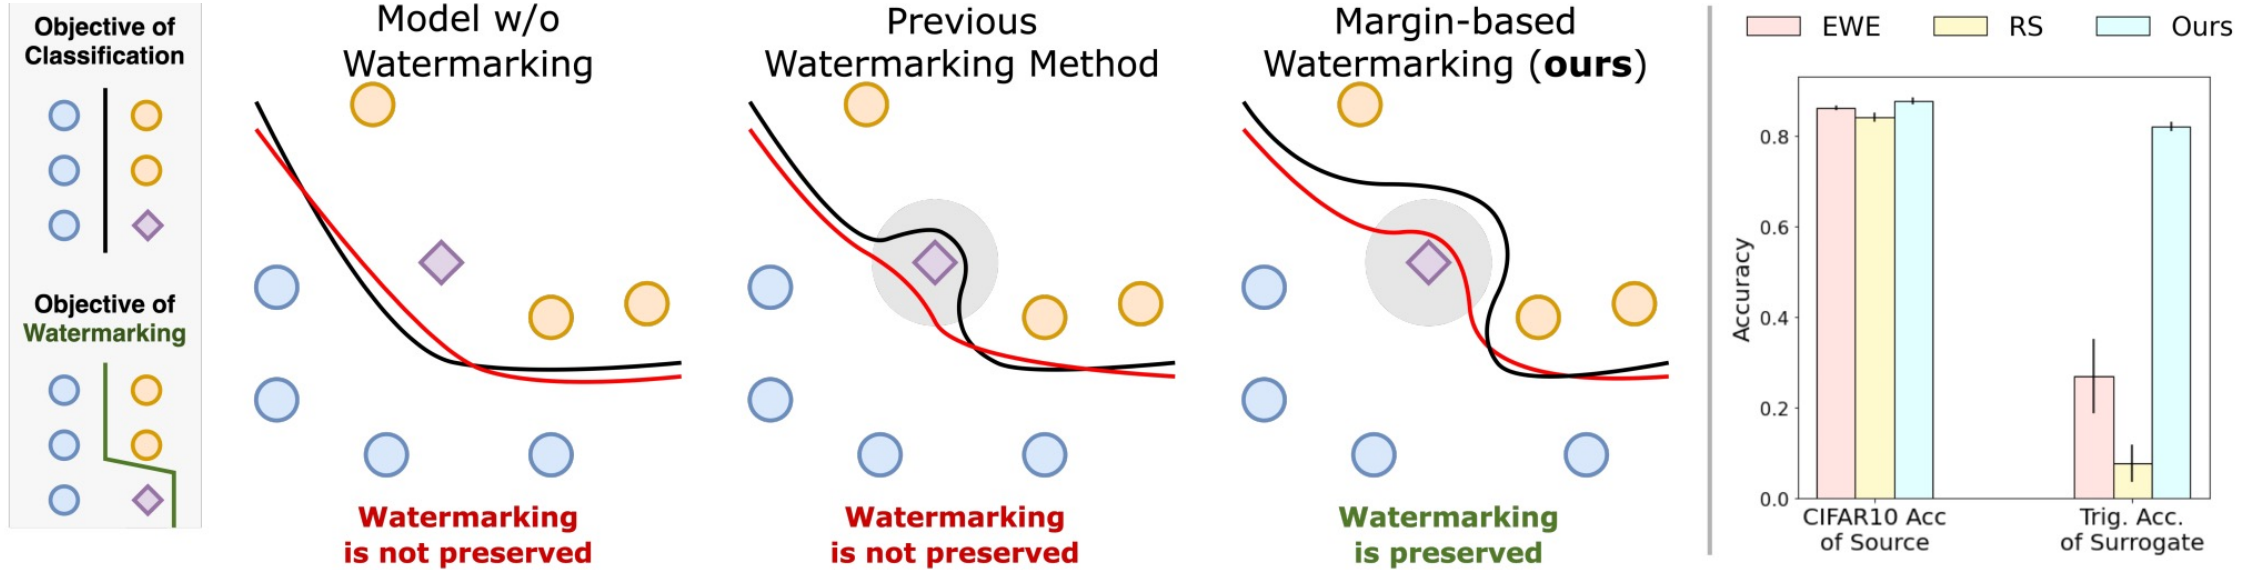 Objective of
Classification
Objective of
Watermarking
Model w/o
Watermarking
Watermarking
is not preserved
Previous
Watermarking Method
Watermarking
is not preserved
Margin-based
Watermarking (ours)
Watermarking
is preserved
EWE RS Ours
Accuracy
0.8
0.6
0.4
0.2
0.0
CIFAR10 Acc
of Source
Trig. Acc.
of Surrogate